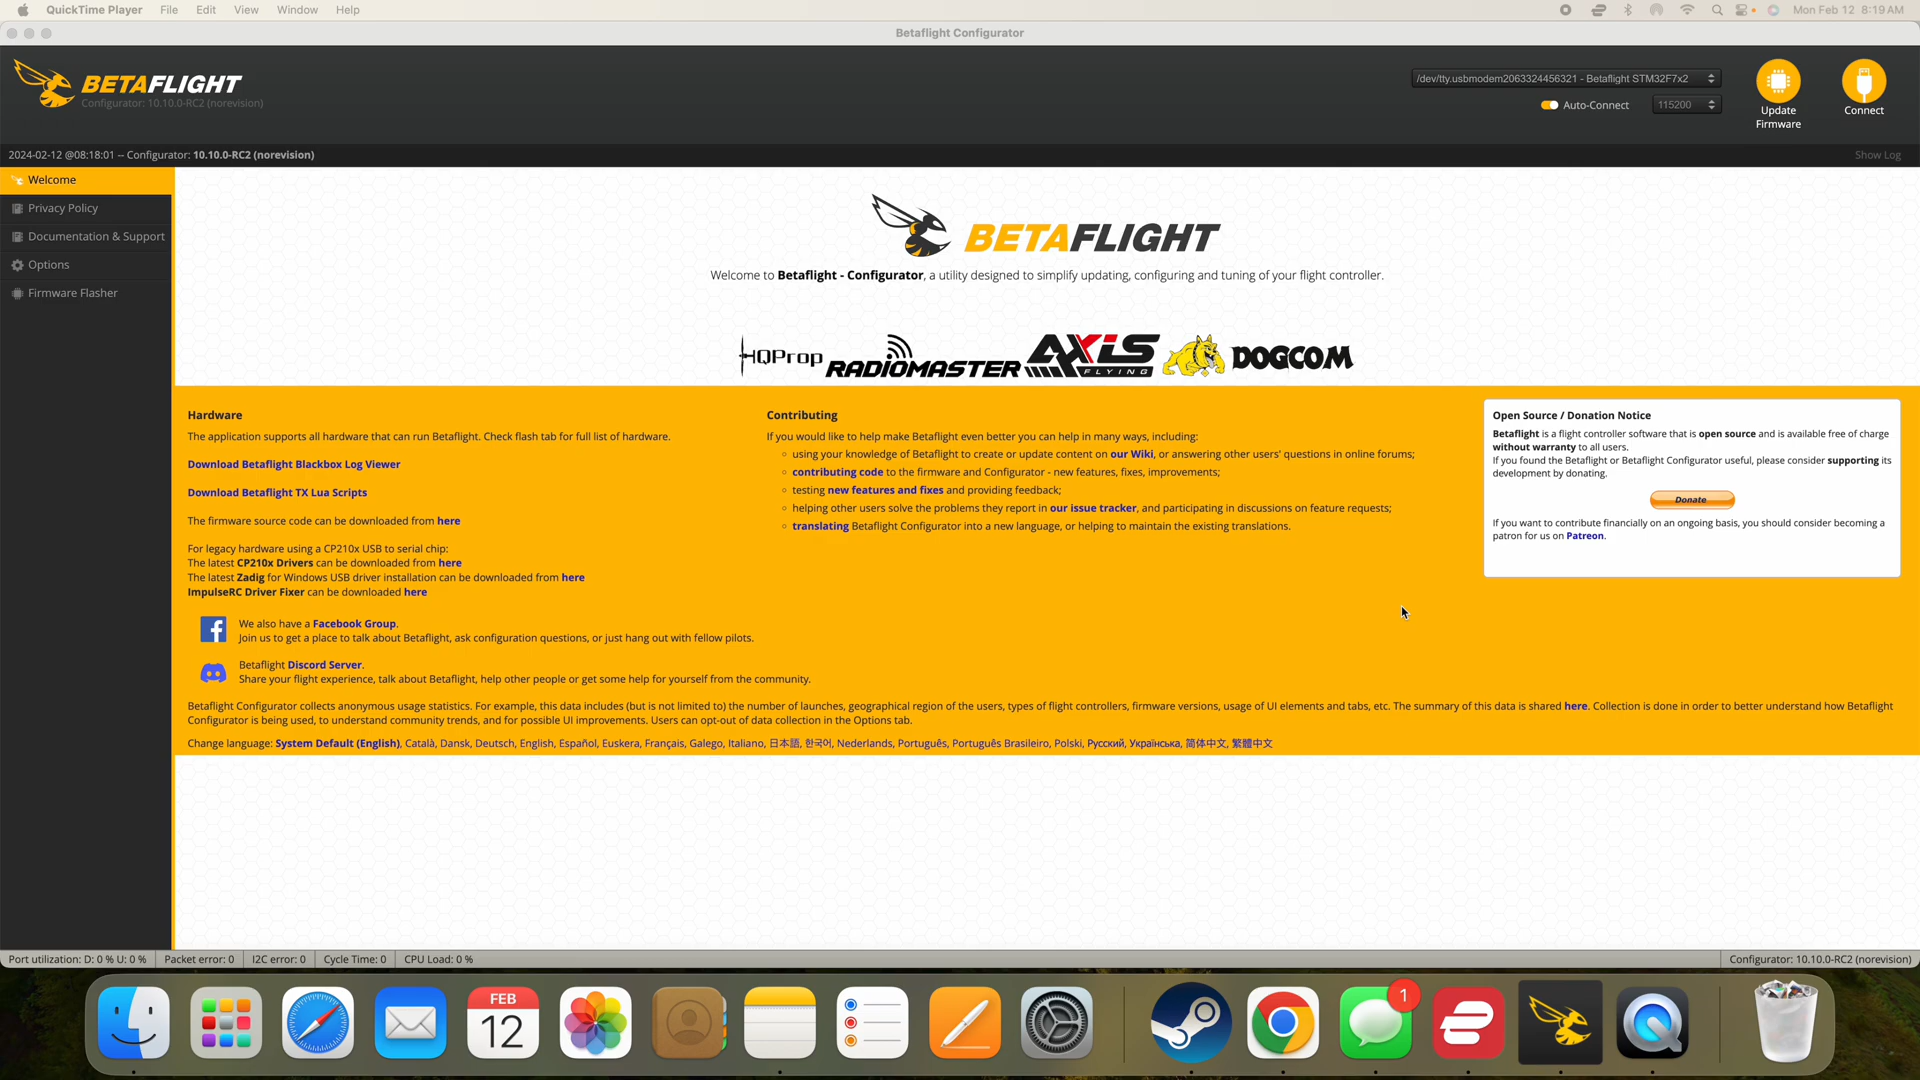 QuickTime Player File Edit View Window Help Mon Feb 12 8:19 AM
Betaflight Configurator
BETAFLIGHT
Configurator: 10.10.0-RC2 (norevision)
/dev/tty.usbmodem2063324456321 - Betaflight STM32F7x2
Auto-Connect 115200
Update Firmware
Connect
2024-02-12 @08:18:01 -- Configurator: 10.10.0-RC2 (norevision) Show Log
Welcome
Privacy Policy
Documentation & Support
Options
Firmware Flasher
BETAFLIGHT
Welcome to Betaflight - Configurator, a utility designed to simplify updating, configuring and tuning of your flight controller.
HQProp RADIOMASTER AXIS FLYING DOGCOM
Hardware
The application supports all hardware that can run Betaflight. Check flash tab for full list of hardware.
Download Betaflight Blackbox Log Viewer
Download Betaflight TX Lua Scripts
The firmware source code can be downloaded from here
For legacy hardware using a CP210x USB to serial chip:
The latest CP210x Drivers can be downloaded from here
The latest Zadig for Windows USB driver installation can be downloaded from here
ImpulseRC Driver Fixer can be downloaded here
We also have a Facebook Group.
Join us to get a place to talk about Betaflight, ask configuration questions, or just hang out with fellow pilots.
Betaflight Discord Server.
Share your flight experience, talk about Betaflight, help other people or get some help for yourself from the community.
Contributing
If you would like to help make Betaflight even better you can help in many ways, including:
using your knowledge of Betaflight to create or update content on our Wiki, or answering other users' questions in online forums;
contributing code to the firmware and Configurator - new features, fixes, improvements;
testing new features and fixes and providing feedback;
helping other users solve the problems they report in our issue tracker, and participating in discussions on feature requests;
translating Betaflight Configurator into a new language, or helping to maintain the existing translations.
Open Source / Donation Notice
Betaflight is a flight controller software that is open source and is available free of charge
without warranty to all users.
If you found the Betaflight or Betaflight Configurator useful, please consider supporting its
development by donating.
Donate
If you want to contribute financially on an ongoing basis, you should consider becoming a
patron for us on Patreon.
Betaflight Configurator collects anonymous usage statistics. For example, this data includes (but is not limited to) the number of launches, geographical region of the users, types of flight controllers, firmware versions, usage of UI elements and tabs, etc. The summary of this data is shared here. Collection is done in order to better understand how Betaflight
Configurator is being used, to understand community trends, and for possible UI improvements. Users can opt-out of data collection in the Options tab.
Change language: System Default (English), Català, Dansk, Deutsch, English, Español, Euskera, Français, Galego, Italiano, 日本語, 한국어, Nederlands, Português, Português Brasileiro, Polski, Русский, Українська, 简体中文, 繁體中文
Port utilization: D: 0 % U: 0 % Packet error: 0 I2C error: 0 Cycle Time: 0 CPU Load: 0 % Configurator: 10.10.0-RC2 (norevision)
FEB
12
1